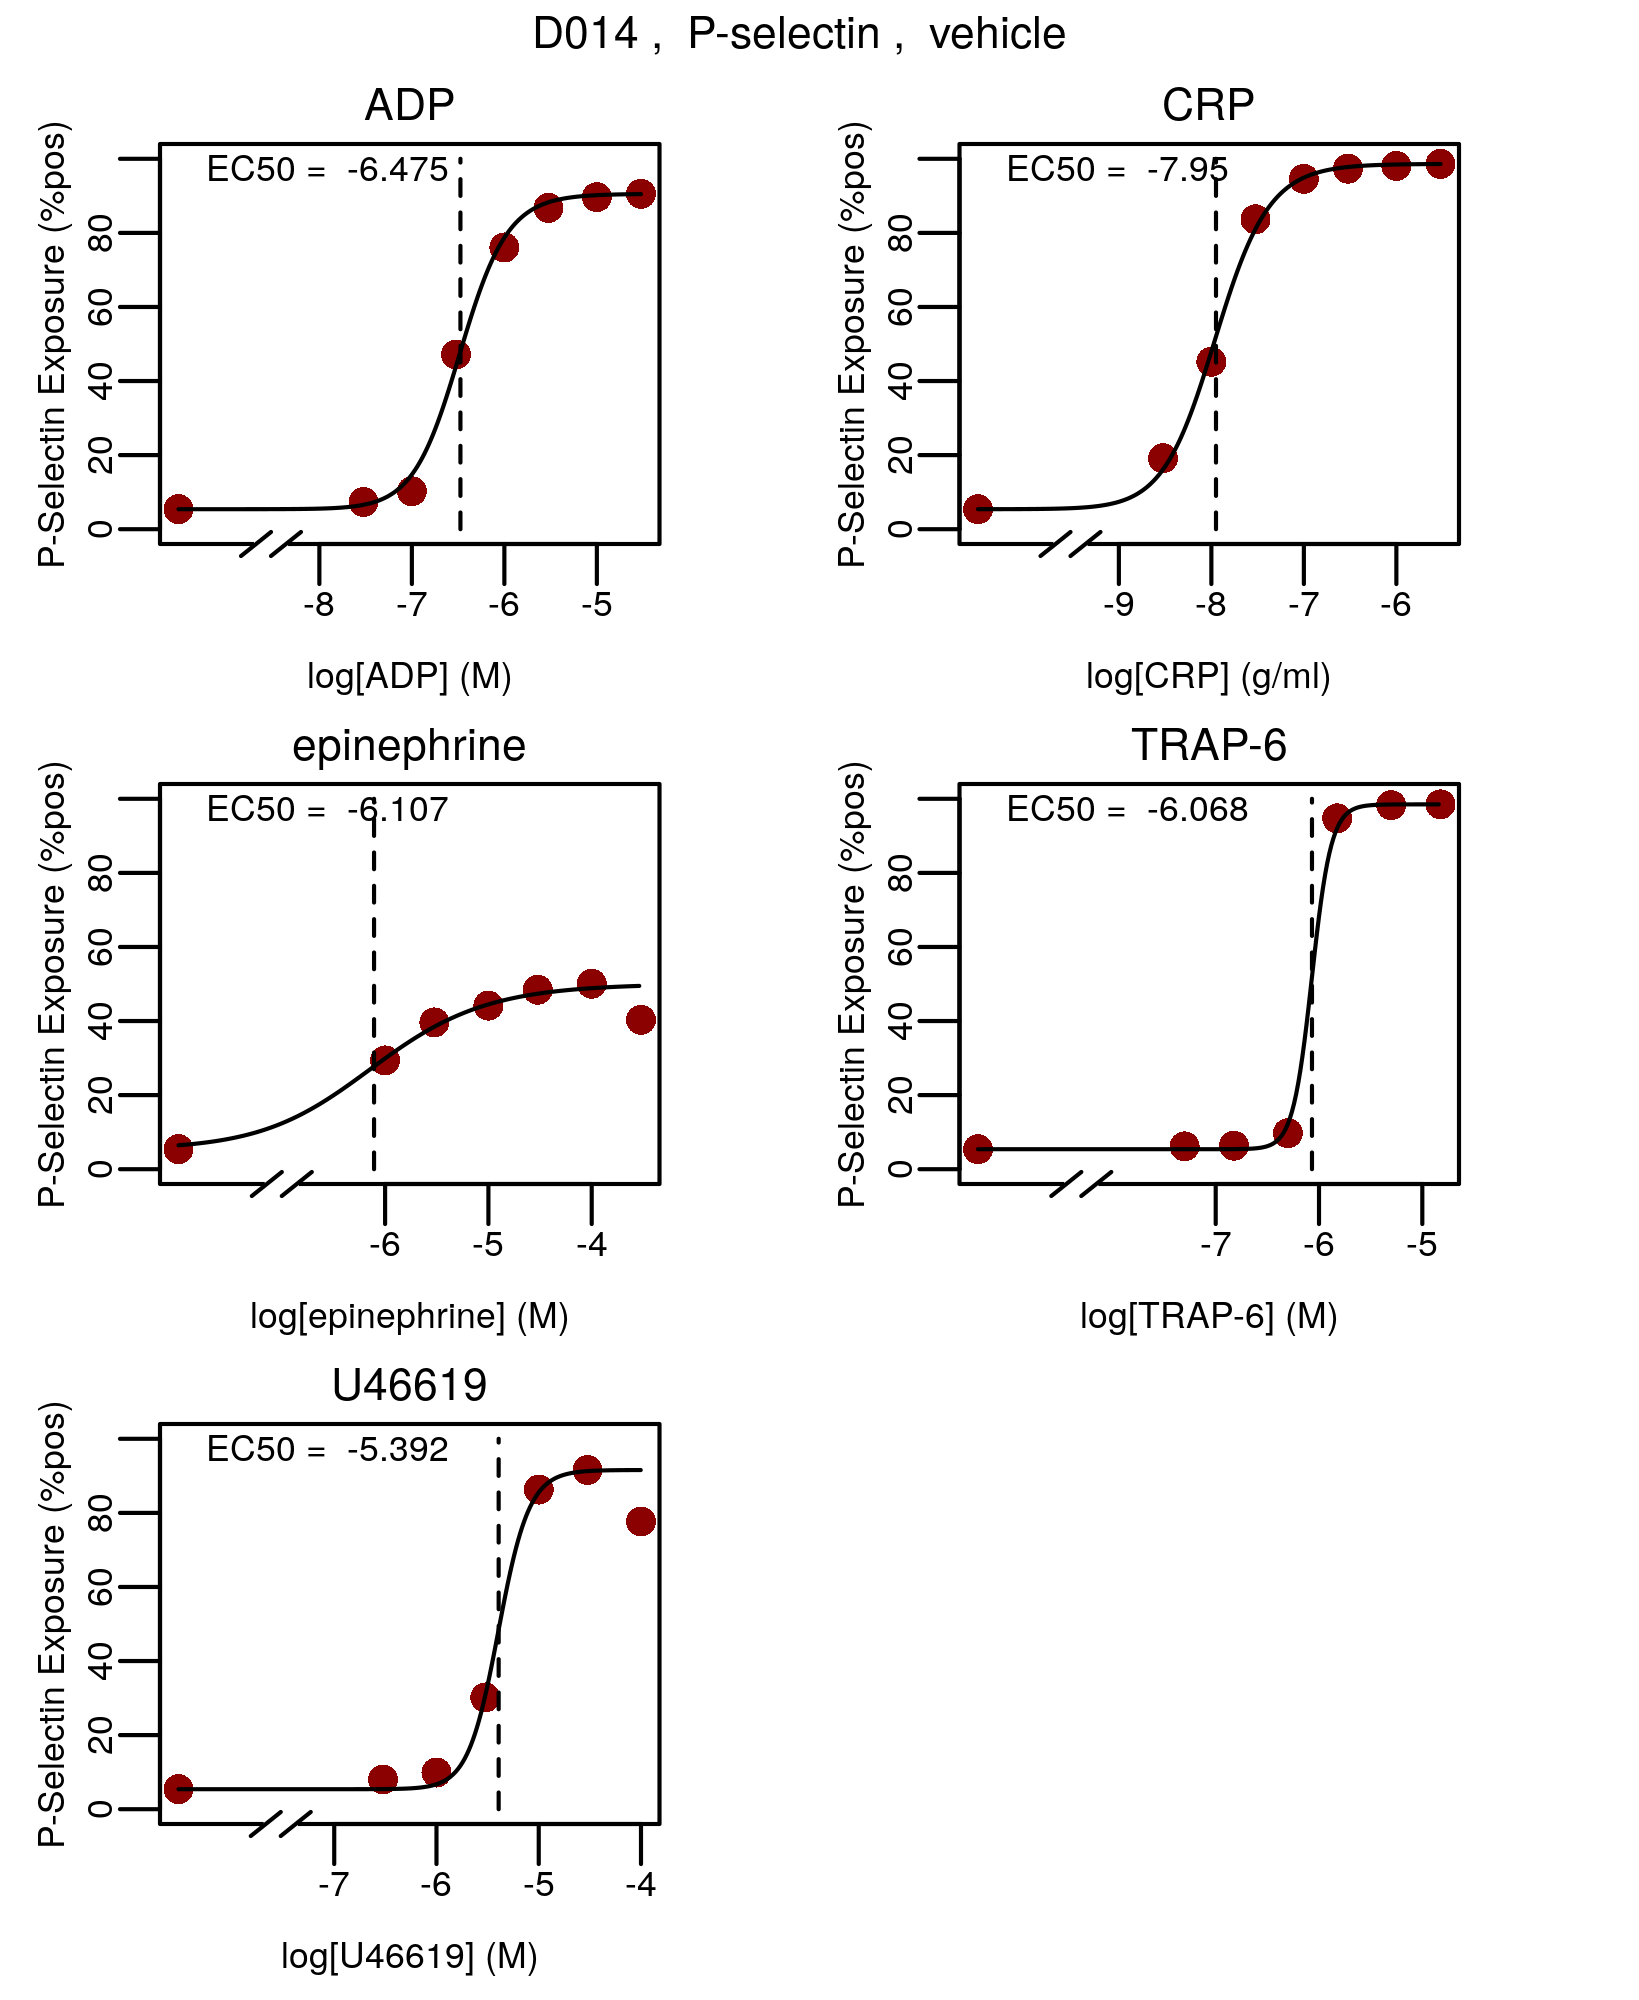 D014 , P-selectin , vehicle
ADP
EC50 = -6.475
P-Selectin Exposure (%pos)
0 20 40 60 80
-8 -7 -6 -5
log[ADP] (M)
CRP
EC50 = -7.95
P-Selectin Exposure (%pos)
0 20 40 60 80
-9 -8 -7 -6
log[CRP] (g/ml)
epinephrine
EC50 = -6.107
P-Selectin Exposure (%pos)
0 20 40 60 80
-6 -5 -4
log[epinephrine] (M)
TRAP-6
EC50 = -6.068
P-Selectin Exposure (%pos)
0 20 40 60 80
-7 -6 -5
log[TRAP-6] (M)
U46619
EC50 = -5.392
P-Selectin Exposure (%pos)
0 20 40 60 80
-7 -6 -5 -4
log[U46619] (M)